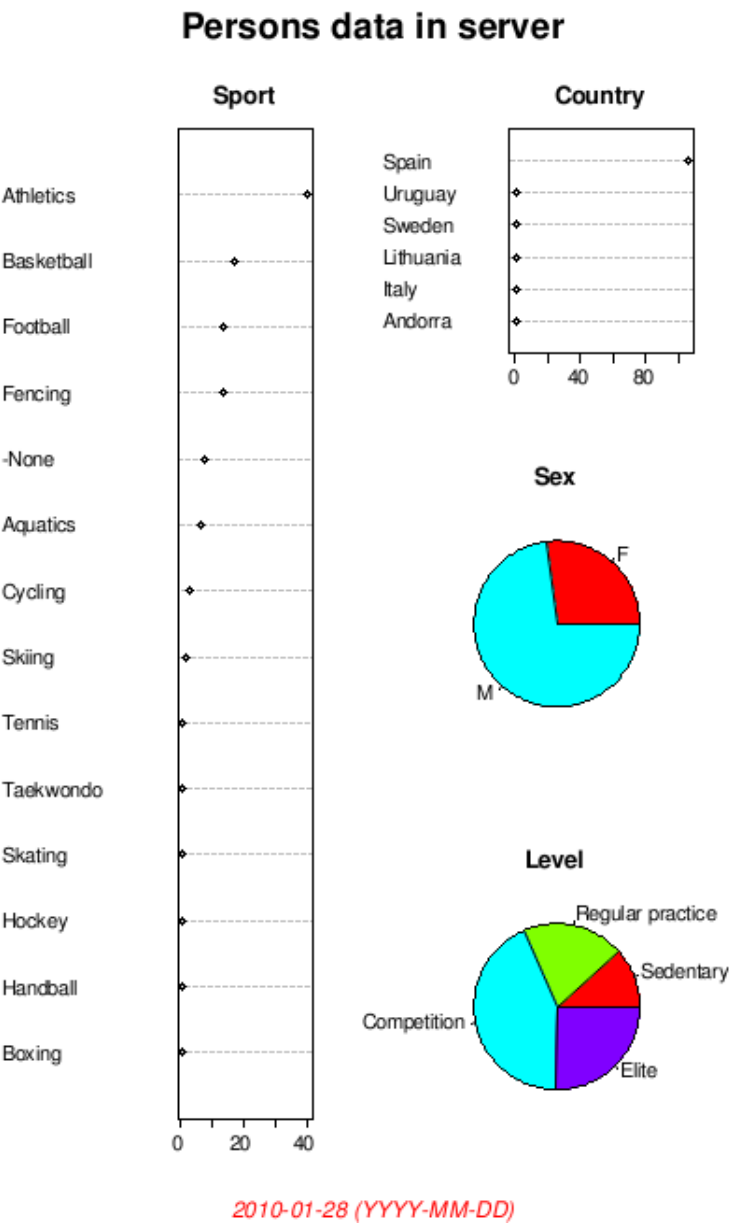 Persons data in server
Sport
Athletics
Basketball
Football
Fencing
-None
Aquatics
Cycling
Skiing
Tennis
Taekwondo
Skating
Hockey
Handball
Boxing
0 20 40
Country
Spain
Uruguay
Sweden
Lithuania
Italy
Andorra
0 40 80
Sex
F
M
Level
Regular practice
Sedentary
Competition
Elite
2010-01-28 (YYYY-MM-DD)